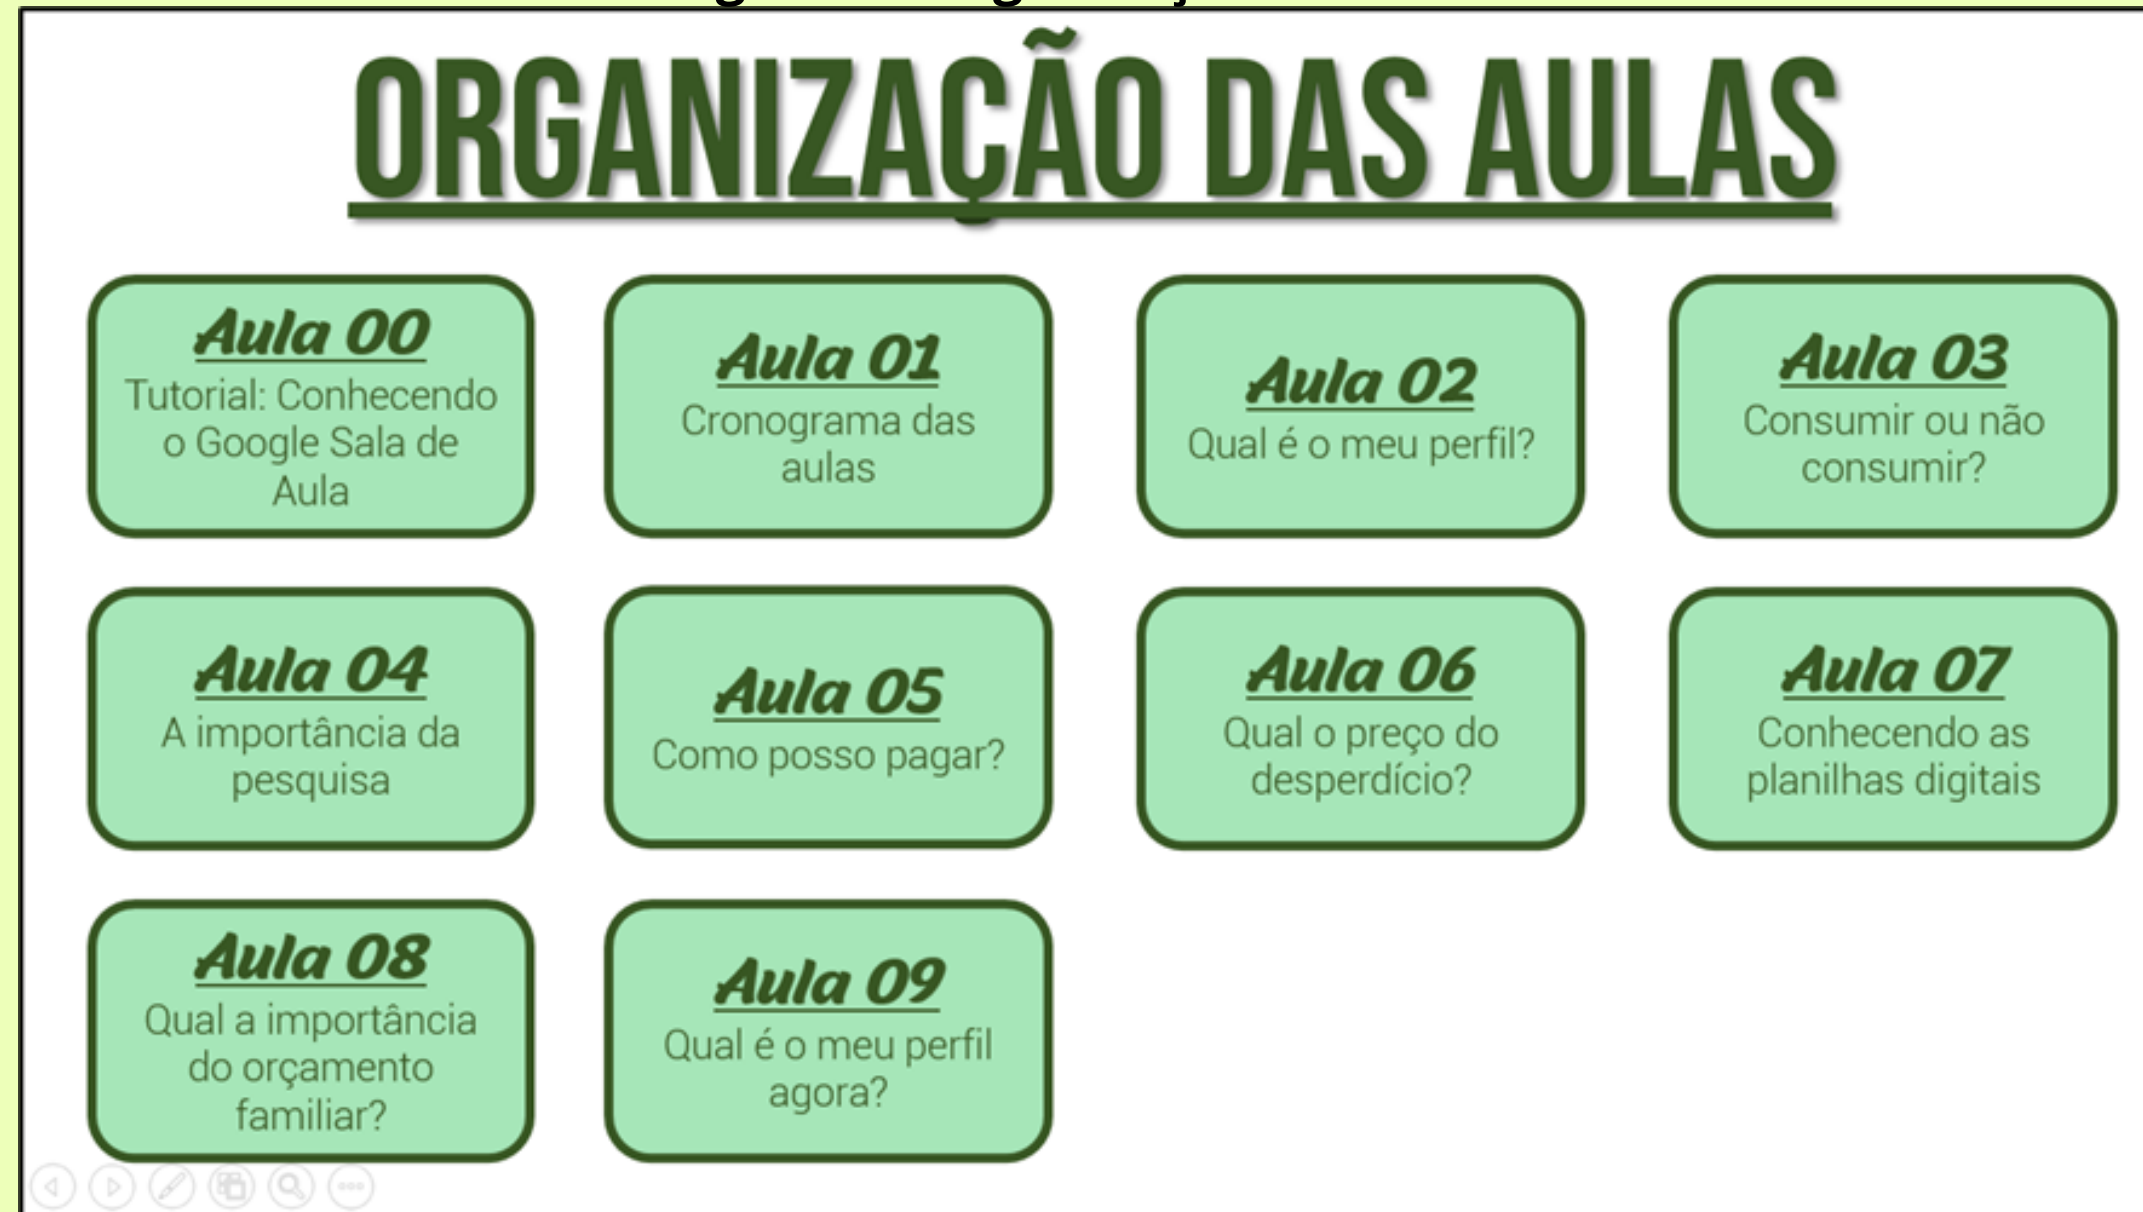 ORGANIZAÇÃO DAS AULAS
Aula 00
Tutorial: Conhecendo
o Google Sala de
Aula
Aula 01
Cronograma das
aulas
Aula 02
Qual é o meu perfil?
Aula 03
Consumir ou não
consumir?
Aula 04
A importância da
pesquisa
Aula 05
Como posso pagar?
Aula 06
Qual o preço do
desperdício?
Aula 07
Conhecendo as
planilhas digitais
Aula 08
Qual a importância
do orçamento
familiar?
Aula 09
Qual é o meu perfil
agora?